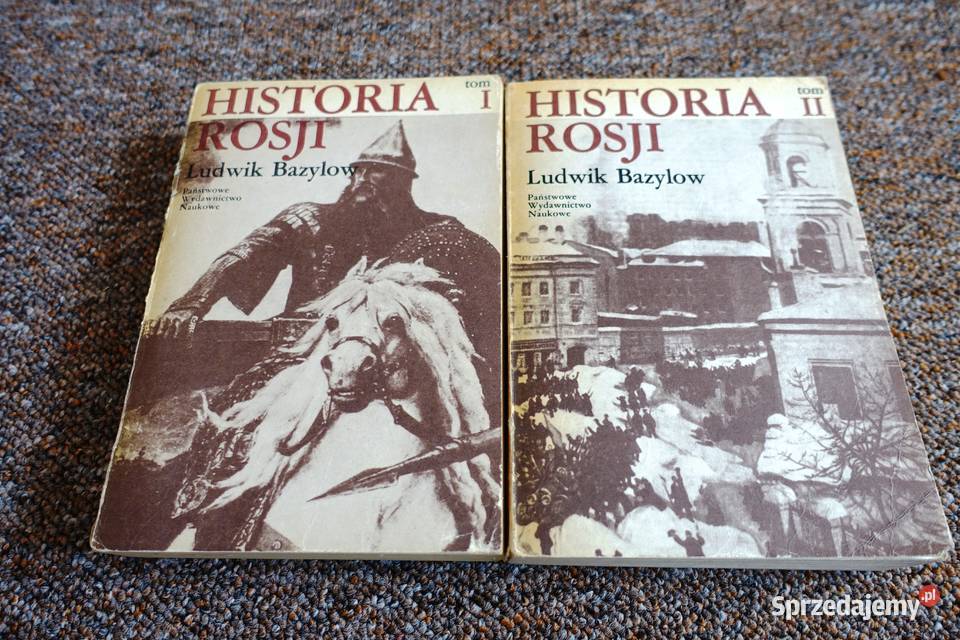 HISTORIA
ROSJI
tom
I
Ludwik Bazylow
Państwowe
Wydawnictwo
Naukowe
HISTORIA
ROSJI
tom
II
Ludwik Bazylow
Państwowe
Wydawnictwo
Naukowe
Sprzedajemy.pl